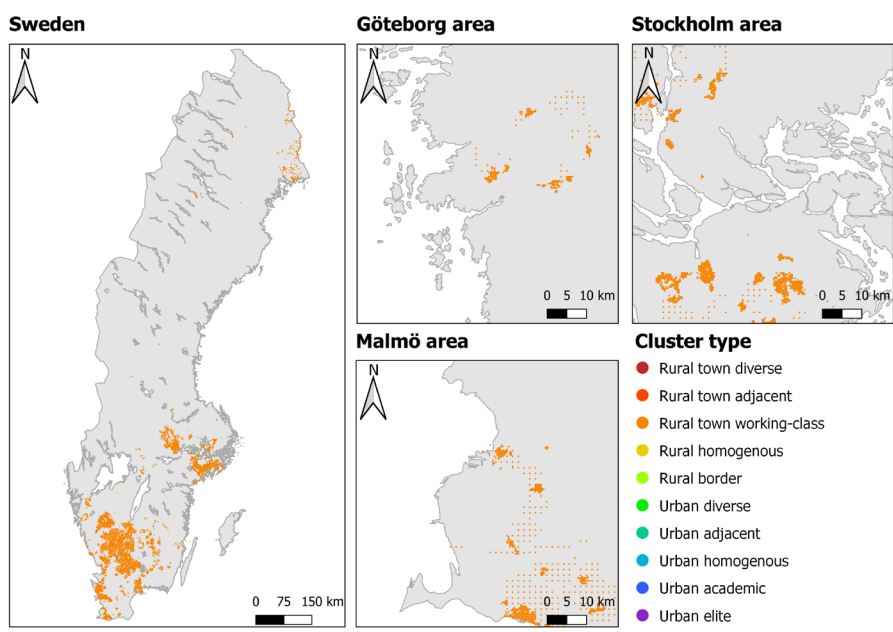 Sweden
Göteborg area
Stockholm area
N
N
N
0 5 10 km
0 5 10 km
Malmö area
Cluster type
N
Rural town diverse
Rural town adjacent
Rural town working-class
Rural homogenous
Rural border
Urban diverse
Urban adjacent
Urban homogenous
Urban academic
Urban elite
0 75 150 km
0 5 10 km